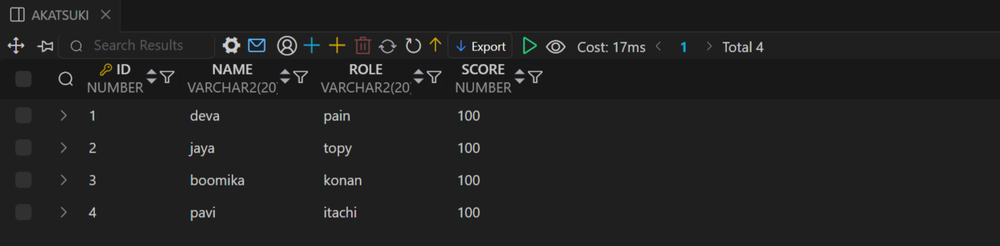 AKATSUKI
Search Results Export Cost: 17ms 1 Total 4
ID NAME ROLE SCORE
NUMBER VARCHAR2(20) VARCHAR2(20) NUMBER
1 deva pain 100
2 jaya topy 100
3 boomika konan 100
4 pavi itachi 100